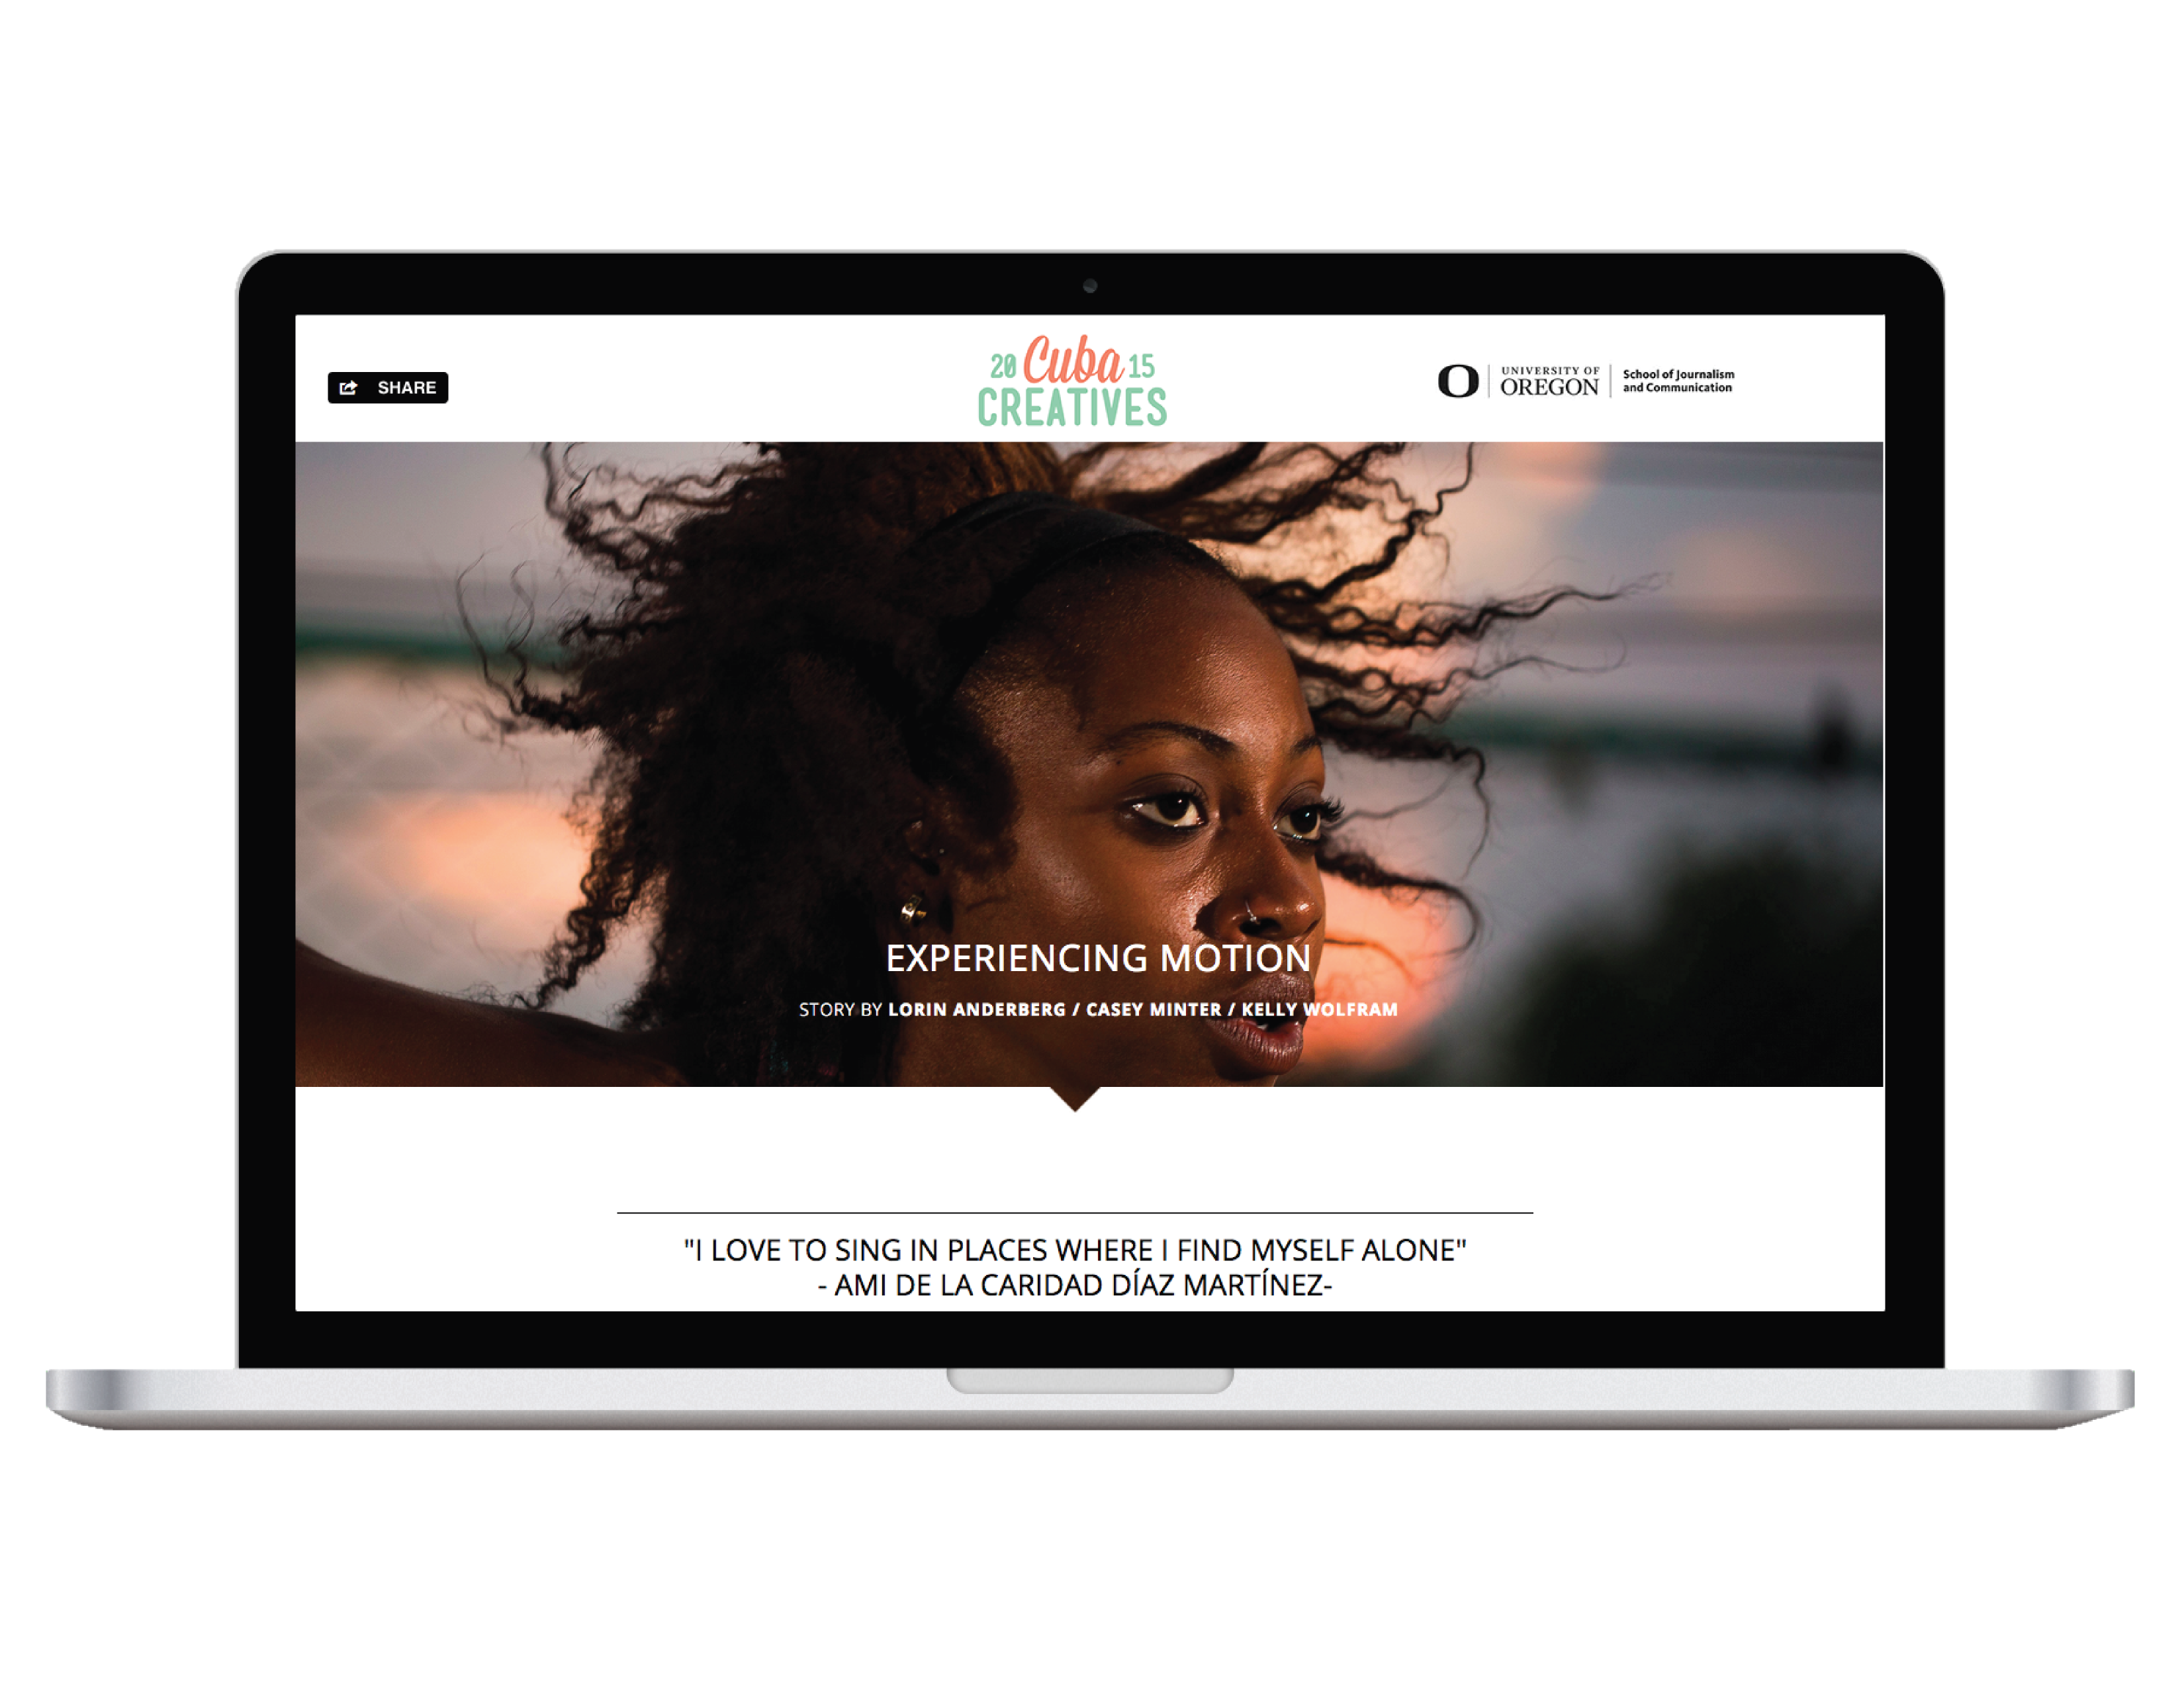 SHARE
20 Cuba 15
CREATIVES
O
UNIVERSITY OF
OREGON
School of Journalism
and Communication
EXPERIENCING MOTION
STORY BY LORIN ANDERBERG / CASEY MINTER / KELLY WOLFRAM
"I LOVE TO SING IN PLACES WHERE I FIND MYSELF ALONE"
- AMI DE LA CARIDAD DÍAZ MARTÍNEZ-